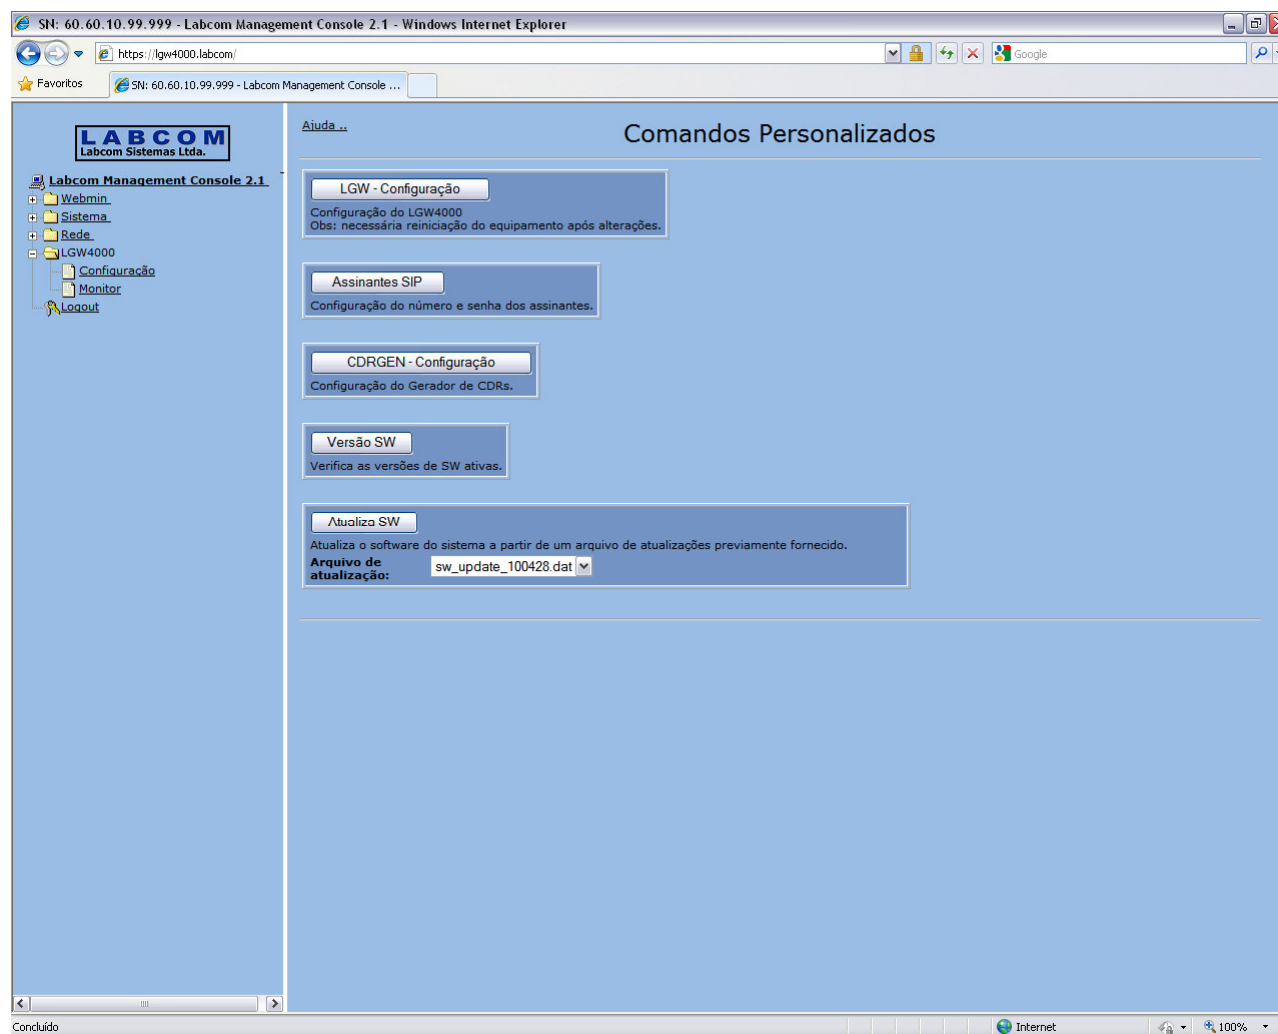 SN: 60.60.10.99.999 - Labcom Management Console 2.1 - Windows Internet Explorer
https://lgw4000.labcom/
Google
Favoritos
SN: 60.60.10.99.999 - Labcom Management Console ...
LABCOM
Labcom Sistemas Ltda.
Labcom Management Console 2.1
Webmin
Sistema
Rede
LGW4000
Configuração
Monitor
Logout
Ajuda ..
Comandos Personalizados
LGW - Configuração
Configuração do LGW4000
Obs: necessária reiniciação do equipamento após alterações.
Assinantes SIP
Configuração do número e senha dos assinantes.
CDRGEN - Configuração
Configuração do Gerador de CDRs.
Versão SW
Verifica as versões de SW ativas.
Atualiza SW
Atualiza o software do sistema a partir de um arquivo de atualizações previamente fornecido.
Arquivo de
atualização:
sw_update_100428.dat
Concluído
Internet
100%